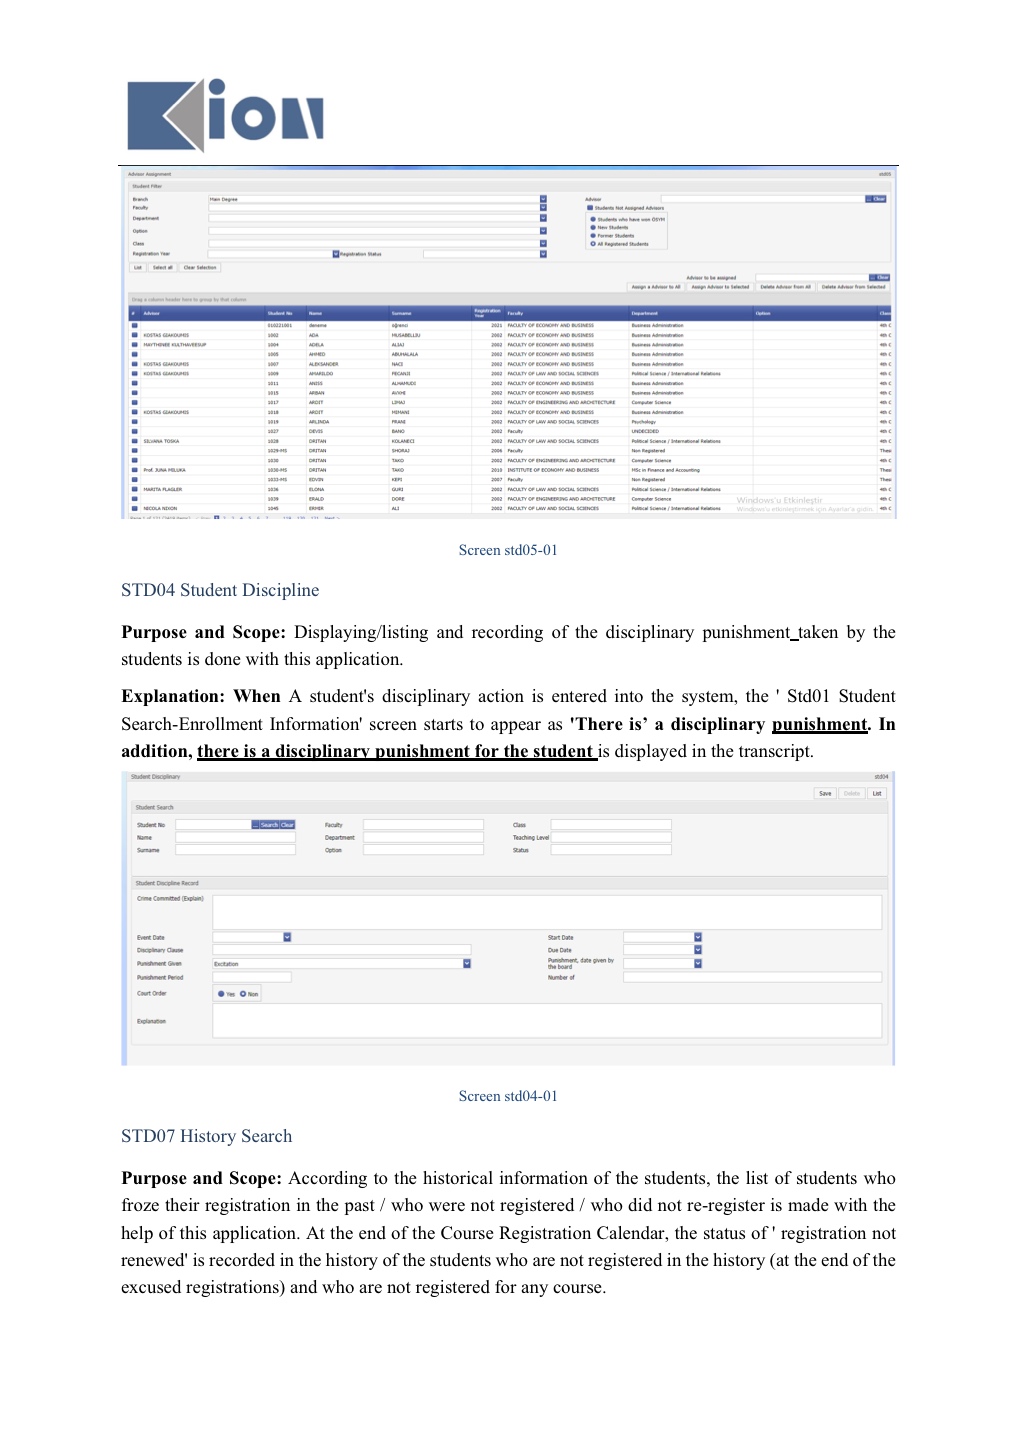 Kion
Advisor Assignment std05
Student Filter
Branch Main Degree Advisor ... Clear
Faculty Students Not Assigned Advisors
Department Students who have won OSYM
Option New Students
Former Students
Class All Registered Students
Registration Year Registration Status
List Select all Clear Selection
Advisor to be assigned ... Clear
Assign a Advisor to All Assign Advisor to Selected Delete Advisor from All Delete Advisor from Selected
Drag a column header here to group by that column
# Advisor Student No Name Surname Registration Year Faculty Department Option Class
010221001 deneme öğrenci 2021 FACULTY OF ECONOMY AND BUSINESS Business Administration 4th C
KOSTAS GIAKOUMIS 1002 ADA MUSABELLIU 2002 FACULTY OF ECONOMY AND BUSINESS Business Administration 4th C
MAYTHINEE KULTHAVEESUP 1004 ADELA ALIAJ 2002 FACULTY OF ECONOMY AND BUSINESS Business Administration 4th C
1005 AHMED ABUHALALA 2002 FACULTY OF ECONOMY AND BUSINESS Business Administration 4th C
KOSTAS GIAKOUMIS 1007 ALEKSANDER NACI 2002 FACULTY OF ECONOMY AND BUSINESS Business Administration 4th C
KOSTAS GIAKOUMIS 1009 AMARILDO FECANJI 2002 FACULTY OF LAW AND SOCIAL SCIENCES Political Science / International Relations 4th C
1011 ANISS ALHAMUDI 2002 FACULTY OF ECONOMY AND BUSINESS Business Administration 4th C
1015 ARBAN AVXHI 2002 FACULTY OF ECONOMY AND BUSINESS Business Administration 4th C
1017 ARDIT LIMAJ 2002 FACULTY OF ENGINEERING AND ARCHITECTURE Computer Science 4th C
KOSTAS GIAKOUMIS 1018 ARDIT MIMANI 2002 FACULTY OF ECONOMY AND BUSINESS Business Administration 4th C
1019 ARLINDA FRANI 2002 FACULTY OF LAW AND SOCIAL SCIENCES Psychology 4th C
1027 DEVIS BANO 2002 Faculty UNDECIDED 4th C
SILVANA TOSKA 1028 DRITAN KOLANECI 2002 FACULTY OF LAW AND SOCIAL SCIENCES Political Science / International Relations 4th C
1029-MS DRITAN SHORAJ 2006 Faculty Non Registered Thesi
1030 DRITAN TAKO 2002 FACULTY OF ENGINEERING AND ARCHITECTURE Computer Science 4th C
Prof. JUNA MILUKA 1030-MS DRITAN TAKO 2010 INSTITUTE OF ECONOMY AND BUSINESS MSc in Finance and Accounting Thesi
1033-MS EDVIN KEPI 2007 Faculty Non Registered Thesi
MARITA FLAGLER 1036 ELONA GURI 2002 FACULTY OF LAW AND SOCIAL SCIENCES Political Science / International Relations 4th C
1039 ERALD DORE 2002 FACULTY OF ENGINEERING AND ARCHITECTURE Computer Science 4th C
NICOLA NIXON 1045 ERMIR ALI 2002 FACULTY OF LAW AND SOCIAL SCIENCES Political Science / International Relations 4th C
Windows'u Etkinleştir
Windows'u etkinleştirmek için Ayarlar'a gidin.
Screen std05-01
STD04 Student Discipline
Purpose and Scope: Displaying/listing and recording of the disciplinary punishment taken by the
students is done with this application.
Explanation: When A student's disciplinary action is entered into the system, the ' Std01 Student
Search-Enrollment Information' screen starts to appear as 'There is’ a disciplinary punishment. In
addition, there is a disciplinary punishment for the student is displayed in the transcript.
Student Disciplinary std04
Save Delete List
Student Search
Student No ... Search Clear Faculty Class
Name Department Teaching Level
Surname Option Status
Student Discipline Record
Crime Committed (Explain)
Event Date Start Date
Disciplinary Clause Due Date
Punishment Given Excitation Punishment, date given by the board
Punishment Period Number of
Court Order Yes Non
Explanation
Screen std04-01
STD07 History Search
Purpose and Scope: According to the historical information of the students, the list of students who
froze their registration in the past / who were not registered / who did not re-register is made with the
help of this application. At the end of the Course Registration Calendar, the status of ' registration not
renewed' is recorded in the history of the students who are not registered in the history (at the end of the
excused registrations) and who are not registered for any course.